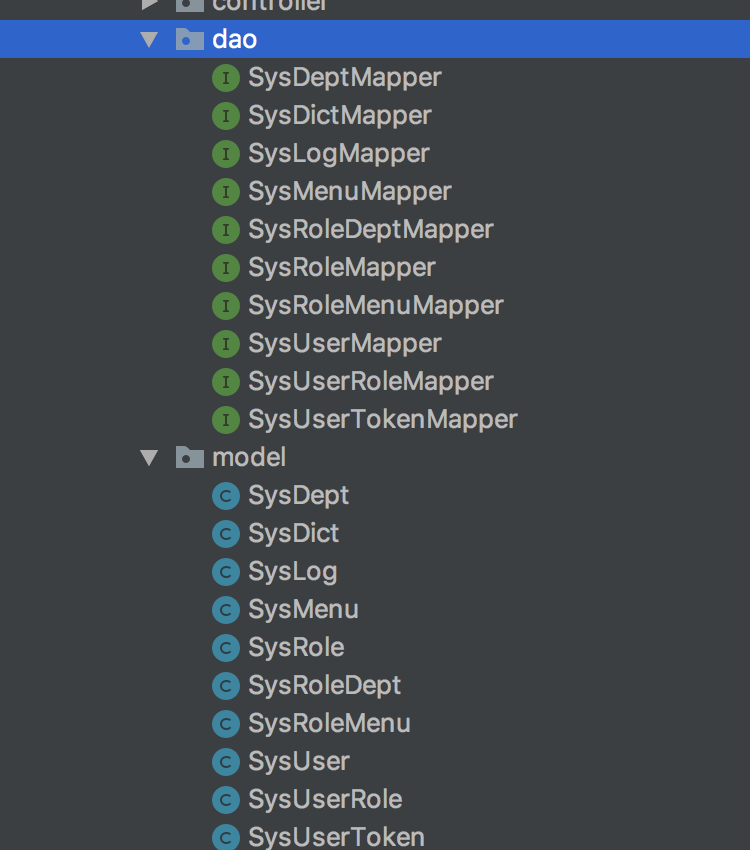 controller
dao
SysDeptMapper
SysDictMapper
SysLogMapper
SysMenuMapper
SysRoleDeptMapper
SysRoleMapper
SysRoleMenuMapper
SysUserMapper
SysUserRoleMapper
SysUserTokenMapper
model
SysDept
SysDict
SysLog
SysMenu
SysRole
SysRoleDept
SysRoleMenu
SysUser
SysUserRole
SysUserToken